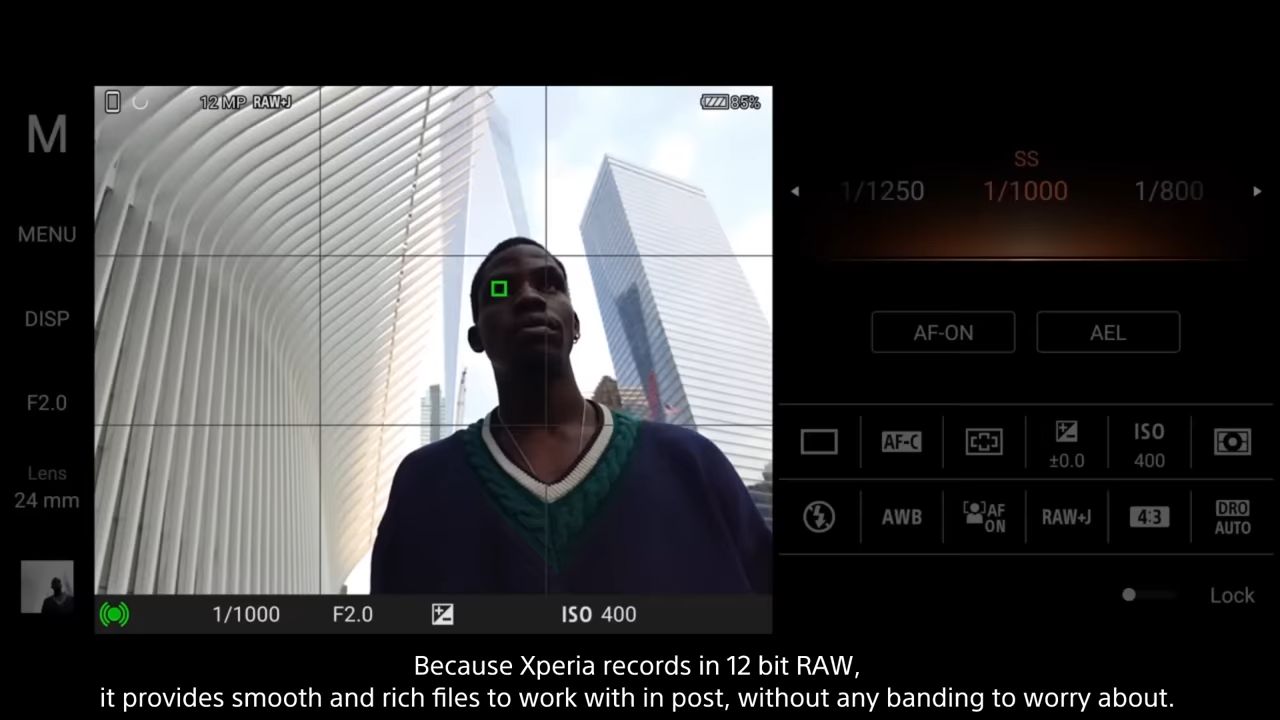 12 MP RAW+J 85%
M
MENU
DISP
F2.0
Lens
24 mm
SS
1/1250 1/1000 1/800
AF-ON AEL
AF-C ±0.0 ISO 400
AWB AF ON RAW+J 4:3 DRO AUTO
Lock
1/1000 F2.0 ISO 400
Because Xperia records in 12 bit RAW,
it provides smooth and rich files to work with in post, without any banding to worry about.